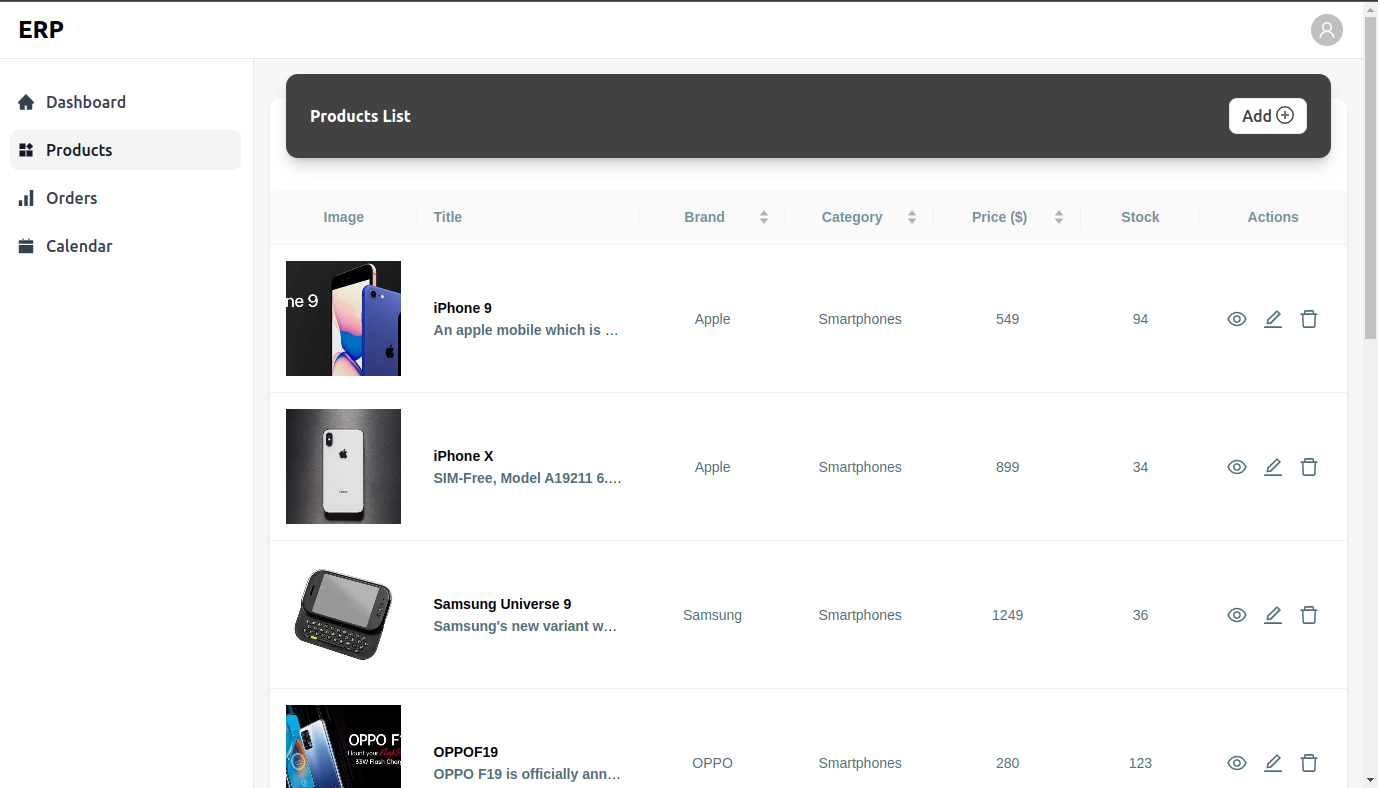 ERP
Dashboard
Products
Orders
Calendar
Products List
Add
Image Title Brand Category Price ($) Stock Actions
ne 9
iPhone 9
An apple mobile which is ...
Apple Smartphones 549 94
iPhone X
SIM-Free, Model A19211 6....
Apple Smartphones 899 34
Samsung Universe 9
Samsung's new variant w...
Samsung Smartphones 1249 36
OPPO F
33W Flash Char
OPPOF19
OPPO F19 is officially ann...
OPPO Smartphones 280 123